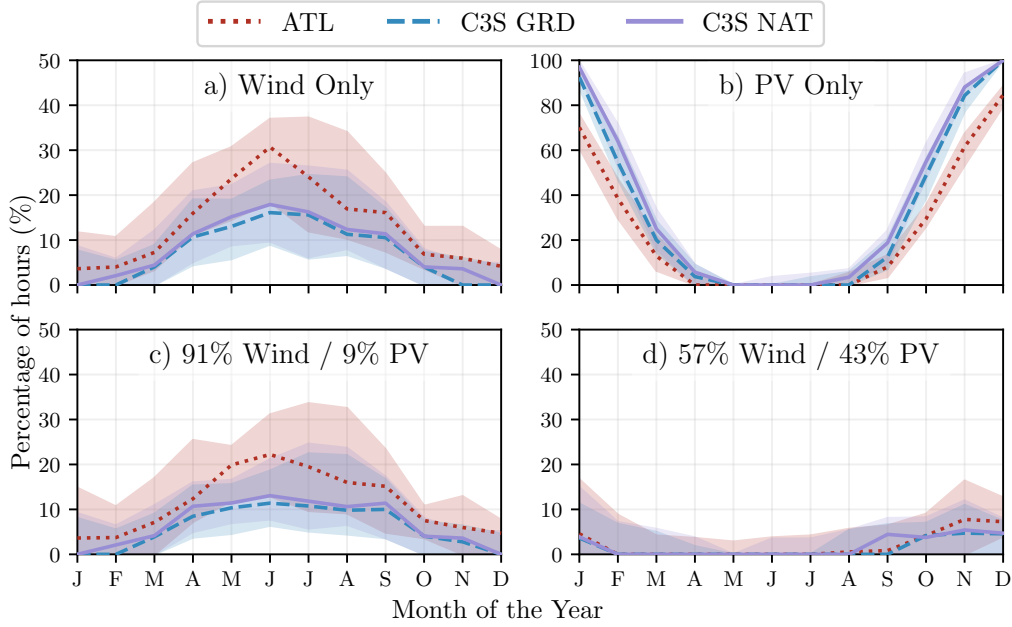 ATL C3S GRD C3S NAT
a) Wind Only
50
40
30
20
10
0
b) PV Only
100
80
60
40
20
0
c) 91% Wind / 9% PV
50
40
30
20
10
0
J F M A M J J A S O N D
d) 57% Wind / 43% PV
50
40
30
20
10
0
J F M A M J J A S O N D
Percentage of hours (%)
Month of the Year